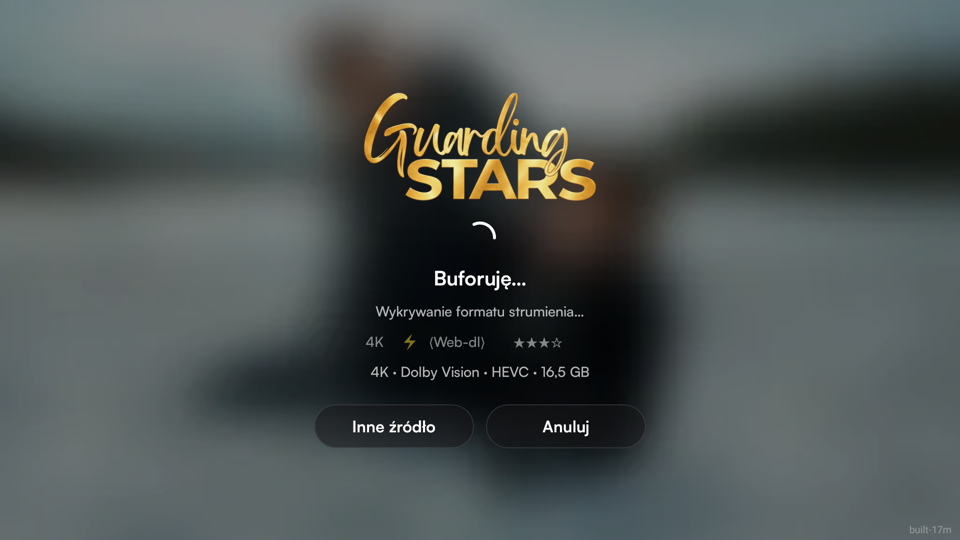 Guarding
STARS
Buforuję...
Wykrywanie formatu strumienia...
4K ⚡ (Web-dl) ★★★☆
4K · Dolby Vision · HEVC · 16,5 GB
Inne źródło Anuluj
built-17m